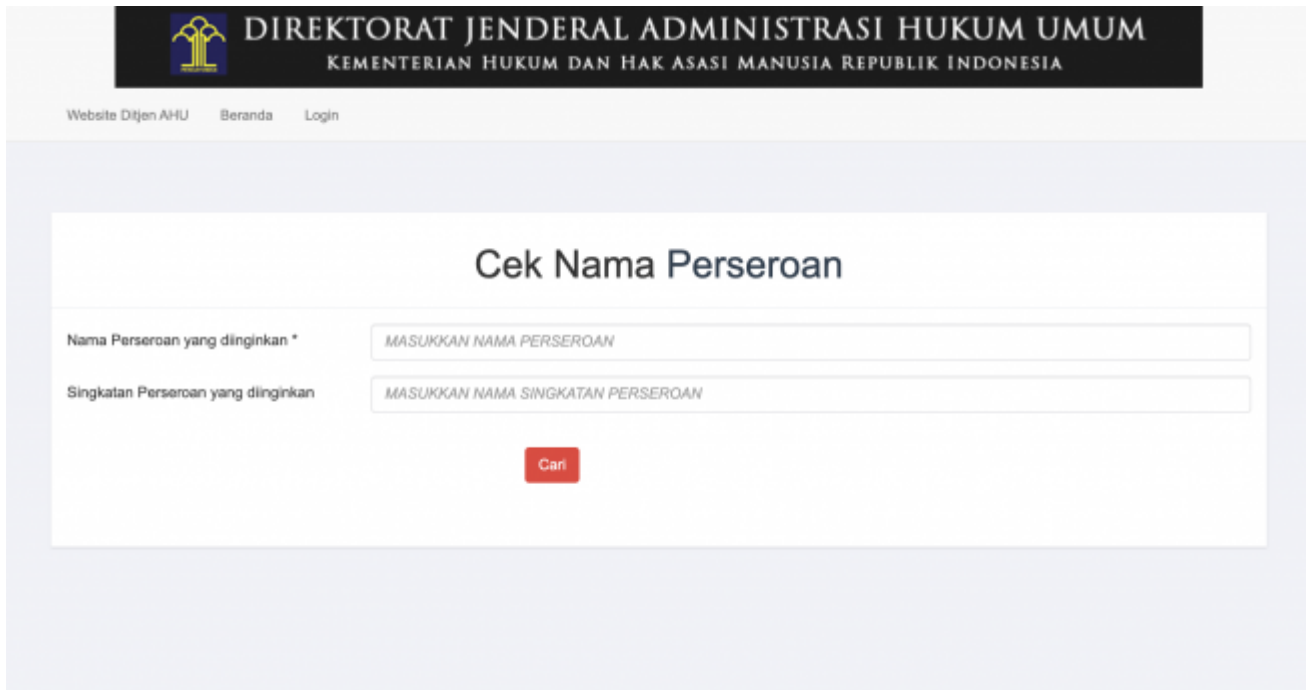 DIREKTORAT JENDERAL ADMINISTRASI HUKUM UMUM
KEMENTERIAN HUKUM DAN HAK ASASI MANUSIA REPUBLIK INDONESIA
Website Ditjen AHU Beranda Login
Cek Nama Perseroan
Nama Perseroan yang diinginkan * MASUKKAN NAMA PERSEROAN
Singkatan Perseroan yang diinginkan MASUKKAN NAMA SINGKATAN PERSEROAN
Cari